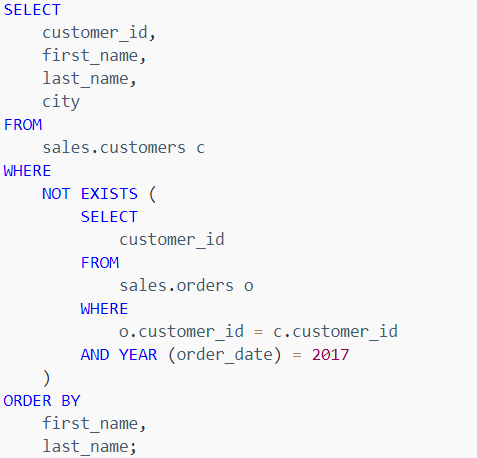 SELECT
    customer_id,
    first_name,
    last_name,
    city
FROM
    sales.customers c
WHERE
    NOT EXISTS (
        SELECT
            customer_id
        FROM
            sales.orders o
        WHERE
            o.customer_id = c.customer_id
        AND YEAR (order_date) = 2017
    )
ORDER BY
    first_name,
    last_name;